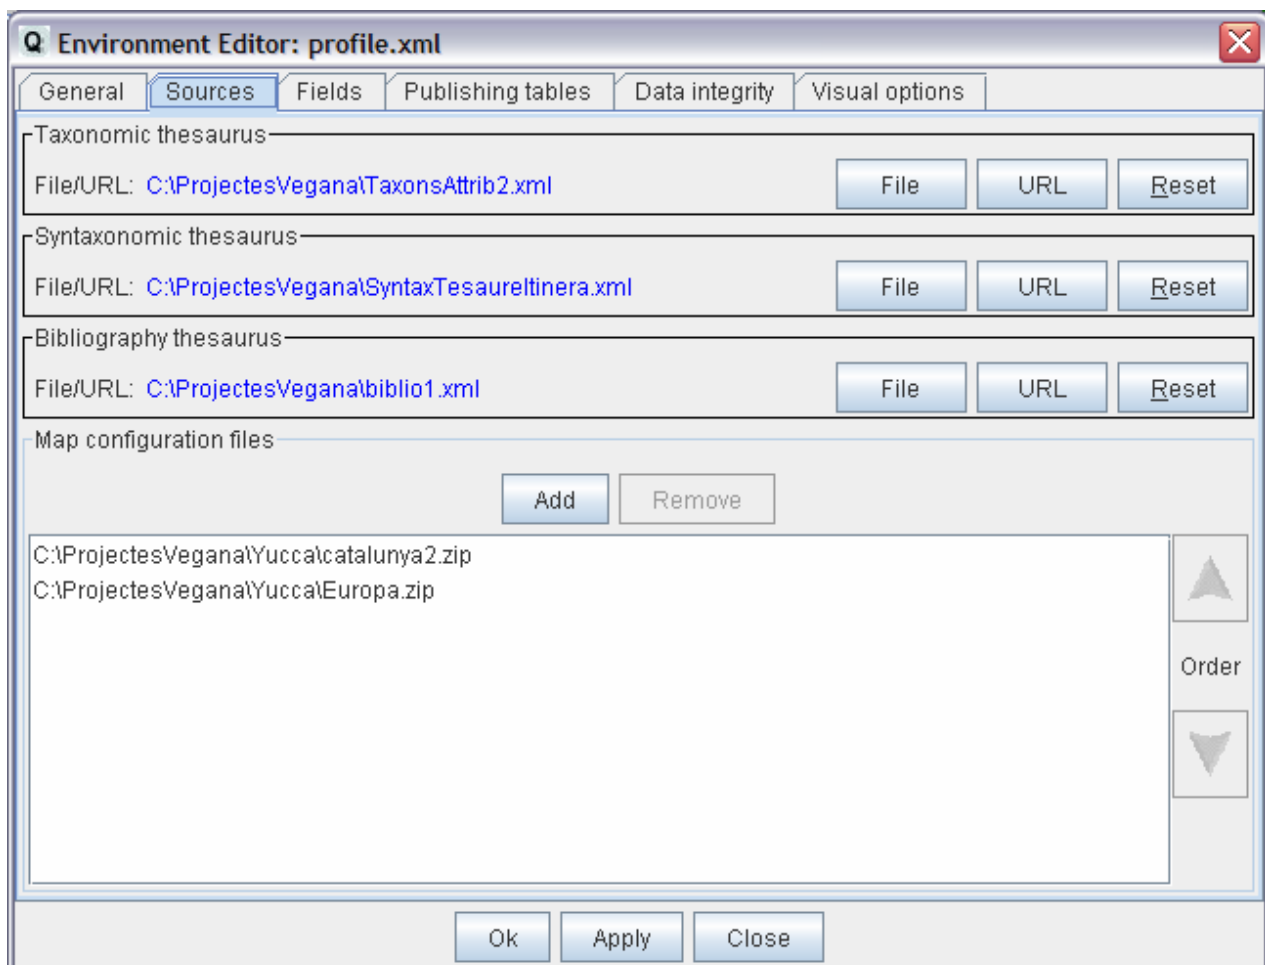 Q Environment Editor: profile.xml
General Sources Fields Publishing tables Data integrity Visual options
Taxonomic thesaurus
File/URL: C:\ProjectesVegana\TaxonsAttrib2.xml File URL Reset
Syntaxonomic thesaurus
File/URL: C:\ProjectesVegana\SyntaxTesaureItinera.xml File URL Reset
Bibliography thesaurus
File/URL: C:\ProjectesVegana\biblio1.xml File URL Reset
Map configuration files
Add Remove
C:\ProjectesVegana\Yucca\catalunya2.zip
C:\ProjectesVegana\Yucca\Europa.zip
Order
Ok Apply Close